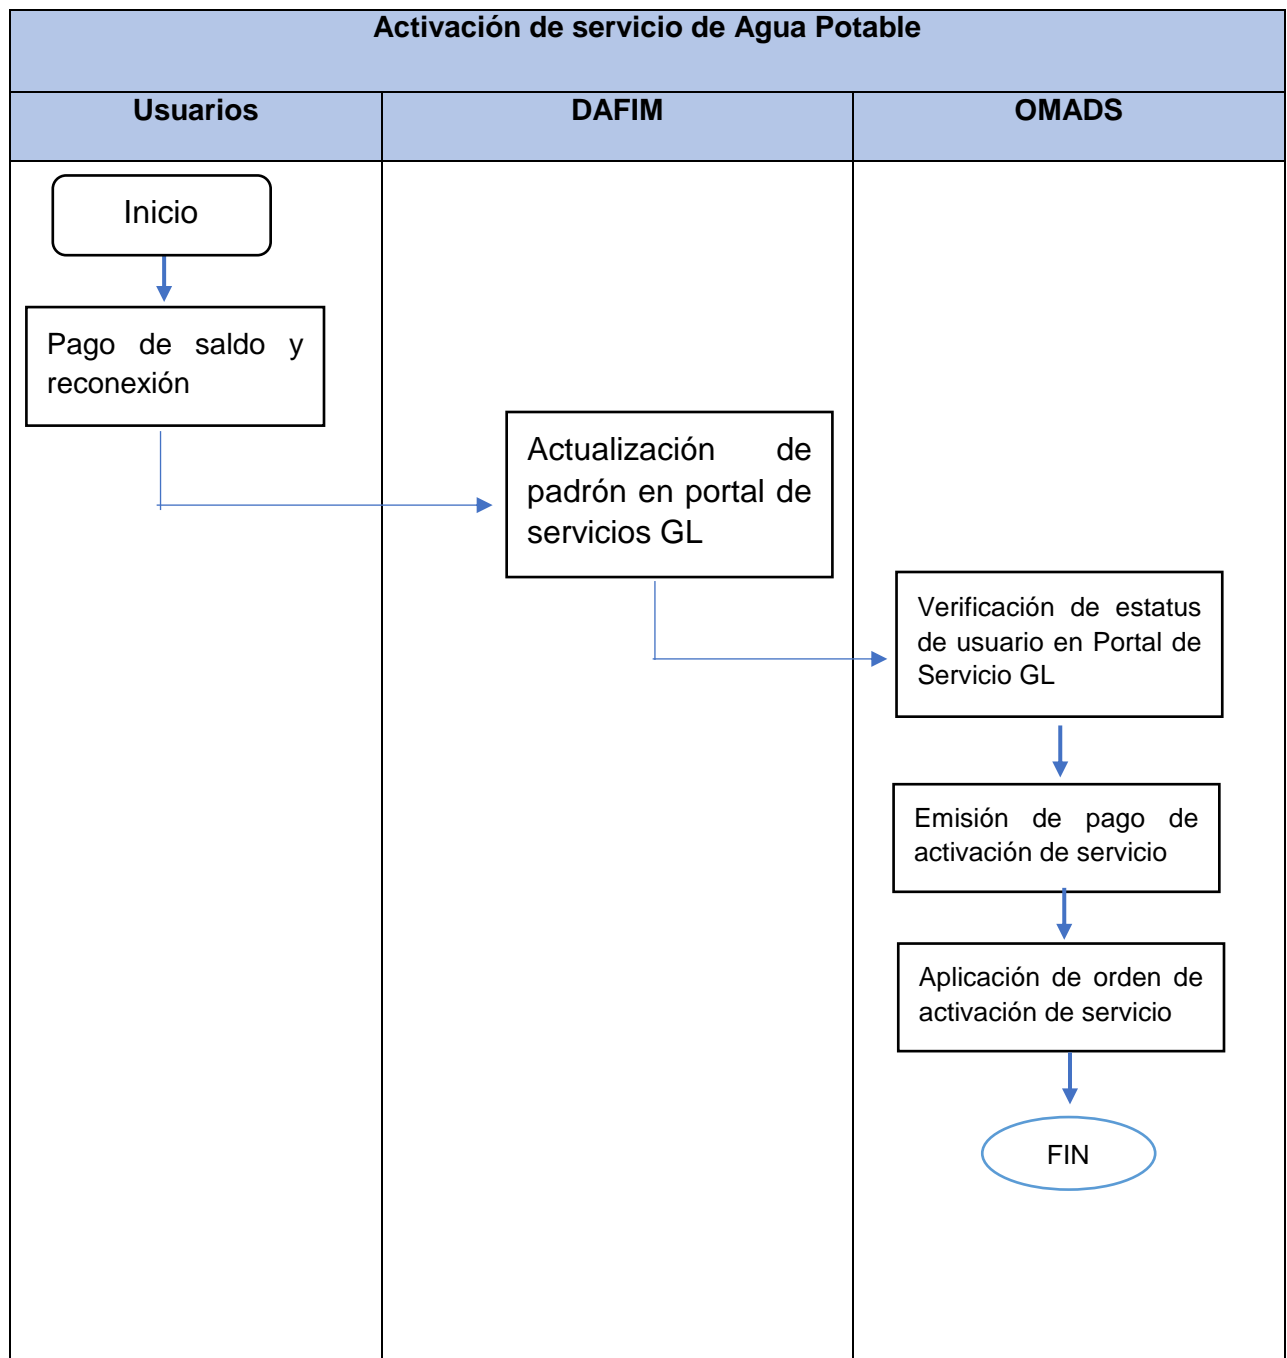 Activación de servicio de Agua Potable
Usuarios
DAFIM
OMADS
Inicio
Pago de saldo y
reconexión
Actualización de
padrón en portal de
servicios GL
Verificación de estatus
de usuario en Portal de
Servicio GL
Emisión de pago de
activación de servicio
Aplicación de orden de
activación de servicio
FIN